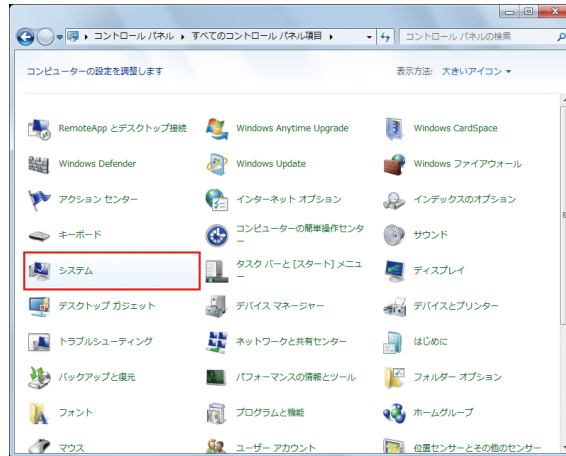 コントロール パネル ▸ すべてのコントロール パネル項目 ▸
コントロール パネルの検索
コンピューターの設定を調整します
表示方法: 大きいアイコン
RemoteApp とデスクトップ接続
Windows Anytime Upgrade
Windows CardSpace
Windows Defender
Windows Update
Windows ファイアウォール
アクション センター
インターネット オプション
インデックスのオプション
キーボード
コンピューターの簡単操作センタ
ー
サウンド
システム
タスク バーと [スタート] メニュ
ー
ディスプレイ
デスクトップ ガジェット
デバイス マネージャー
デバイスとプリンター
トラブルシューティング
ネットワークと共有センター
はじめに
バックアップと復元
パフォーマンスの情報とツール
フォルダー オプション
フォント
プログラムと機能
ホームグループ
マウス
ユーザー アカウント
位置センサーとその他のセンサー